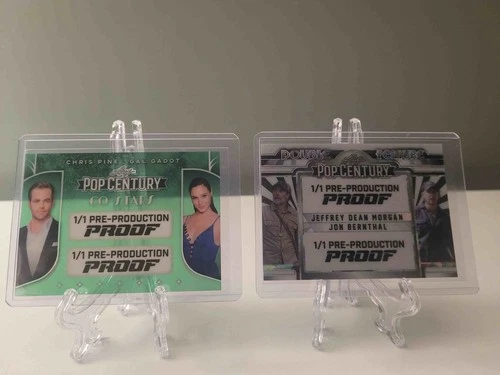 CHRIS PINE GAL GADOT
LEAF
POP CENTURY
CO-STARS
1/1 PRE-PRODUCTION
PROOF
1/1 PRE-PRODUCTION
PROOF
POP CENTURY
1/1 PRE-PRODUCTION
PROOF
JEFFREY DEAN MORGAN
JON BERNTHAL
1/1 PRE-PRODUCTION
PROOF